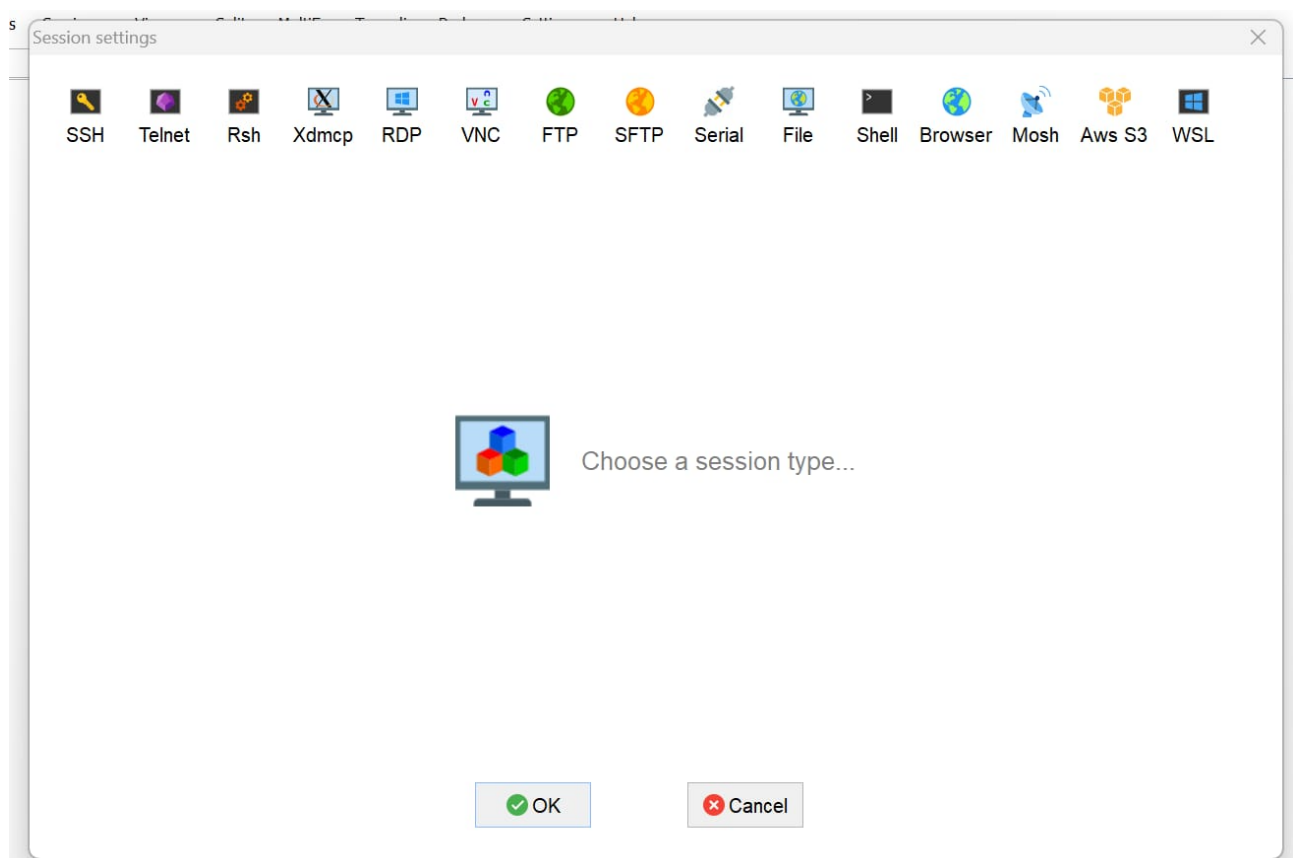 Session settings
SSH Telnet Rsh Xdmcp RDP VNC FTP SFTP Serial File Shell Browser Mosh Aws S3 WSL
Choose a session type...
OK Cancel